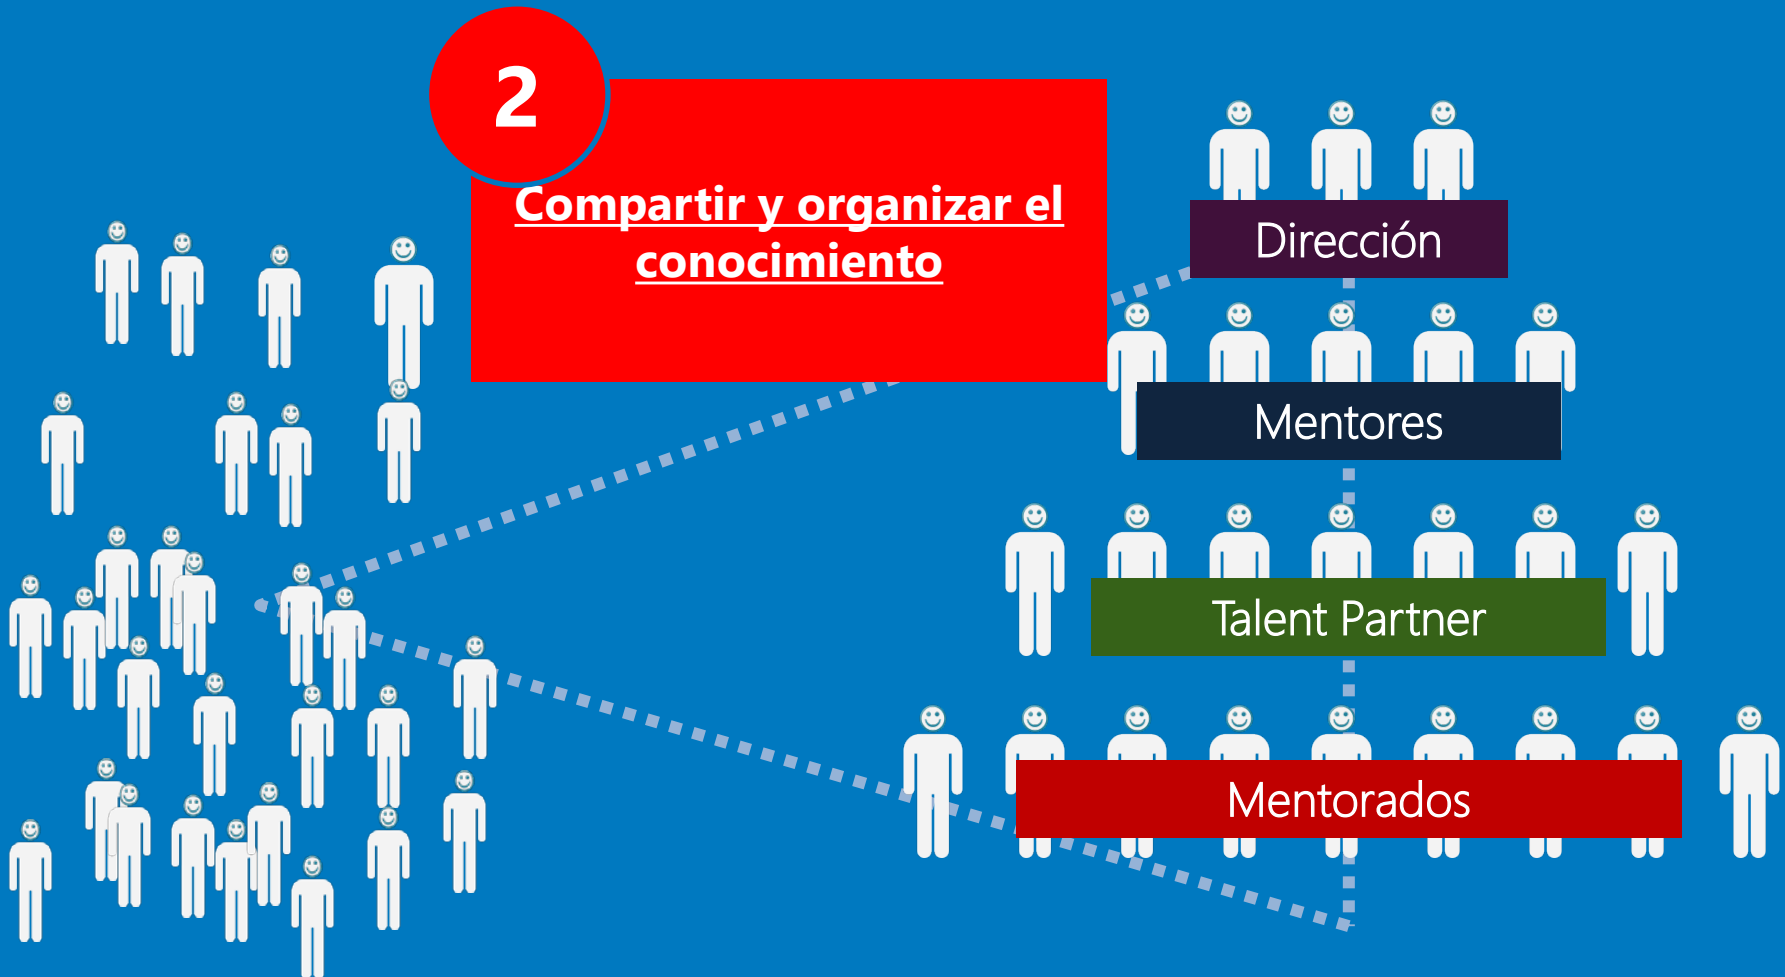 2
Compartir y organizar el
conocimiento
Dirección
Mentores
Talent Partner
Mentorados